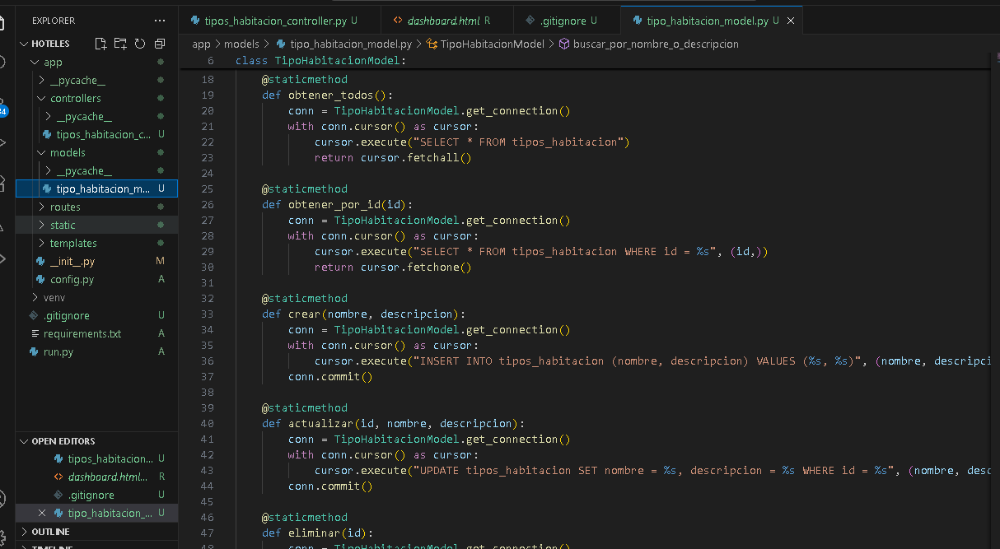 EXPLORER
HOTELES
app
__pycache__
controllers
__pycache__
tipos_habitacion_c... U
models
__pycache__
tipo_habitacion_m... U
routes
static
templates
__init__.py M
config.py A
venv
.gitignore U
requirements.txt A
run.py A
OPEN EDITORS
tipos_habitacion... U
dashboard.html... R
.gitignore U
tipo_habitacion_... U
OUTLINE
TIMELINE
tipos_habitacion_controller.py U
dashboard.html R
.gitignore U
tipo_habitacion_model.py U
app > models > tipo_habitacion_model.py > TipoHabitacionModel > buscar_por_nombre_o_descripcion
6 class TipoHabitacionModel:
18 @staticmethod
19 def obtener_todos():
20 conn = TipoHabitacionModel.get_connection()
21 with conn.cursor() as cursor:
22 cursor.execute("SELECT * FROM tipos_habitacion")
23 return cursor.fetchall()
24
25 @staticmethod
26 def obtener_por_id(id):
27 conn = TipoHabitacionModel.get_connection()
28 with conn.cursor() as cursor:
29 cursor.execute("SELECT * FROM tipos_habitacion WHERE id = %s", (id,))
30 return cursor.fetchone()
31
32 @staticmethod
33 def crear(nombre, descripcion):
34 conn = TipoHabitacionModel.get_connection()
35 with conn.cursor() as cursor:
36 cursor.execute("INSERT INTO tipos_habitacion (nombre, descripcion) VALUES (%s, %s)", (nombre, descripci
37 conn.commit()
38
39 @staticmethod
40 def actualizar(id, nombre, descripcion):
41 conn = TipoHabitacionModel.get_connection()
42 with conn.cursor() as cursor:
43 cursor.execute("UPDATE tipos_habitacion SET nombre = %s, descripcion = %s WHERE id = %s", (nombre, desc
44 conn.commit()
45
46 @staticmethod
47 def eliminar(id):
48 conn = TipoHabitacionModel.get_connection()